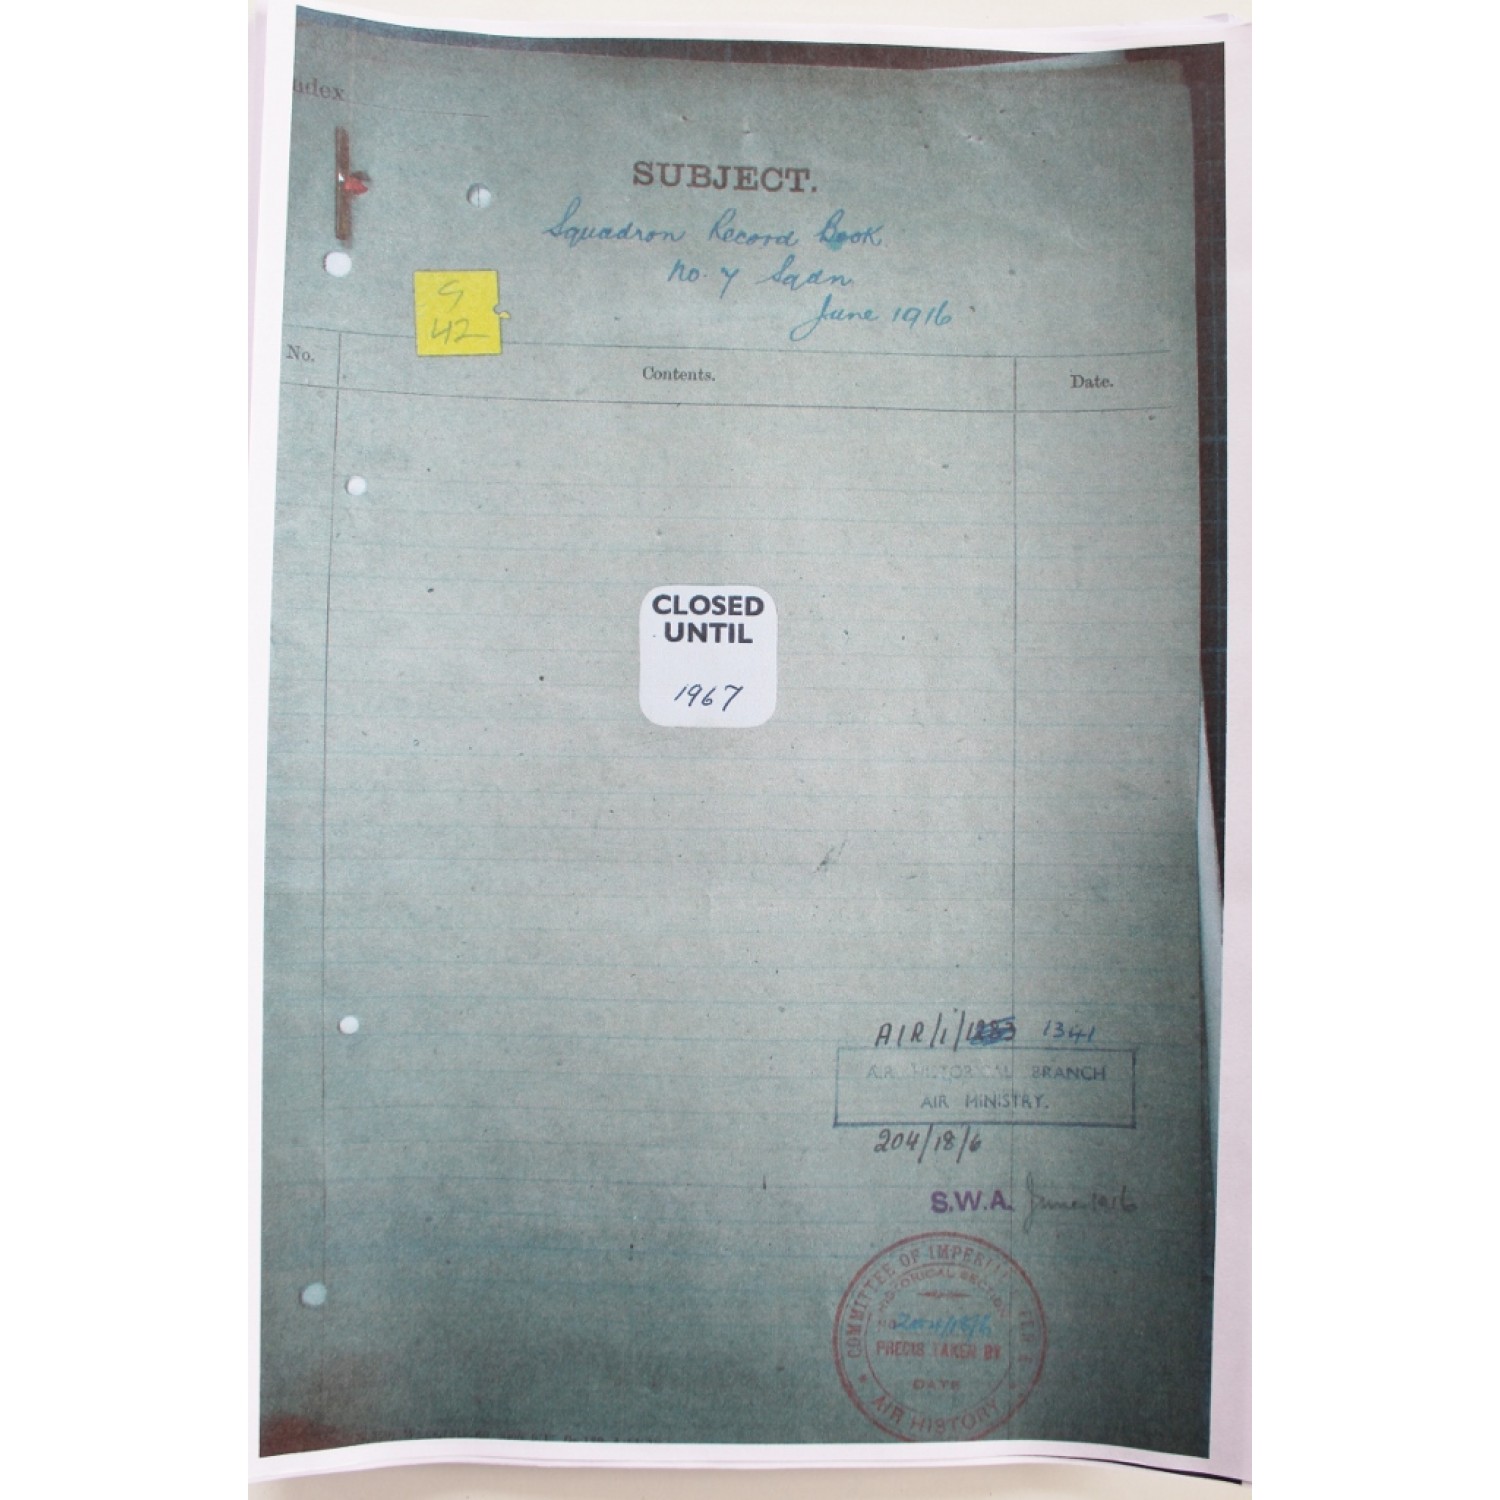 Index
SUBJECT.
Squadron Record Book
No. 7 Sqdn
June 1916
42
No.
Contents.
Date.
CLOSED
UNTIL
1967
AIR/1/ 1341
AIR HISTORICAL BRANCH
AIR MINISTRY.
204/18/6
S.W.A. June 1916
COMMITTEE OF IMPERIAL
HISTORICAL SECTION
204/18/6
PRECIS TAKEN BY
DATE
AIR HISTORY